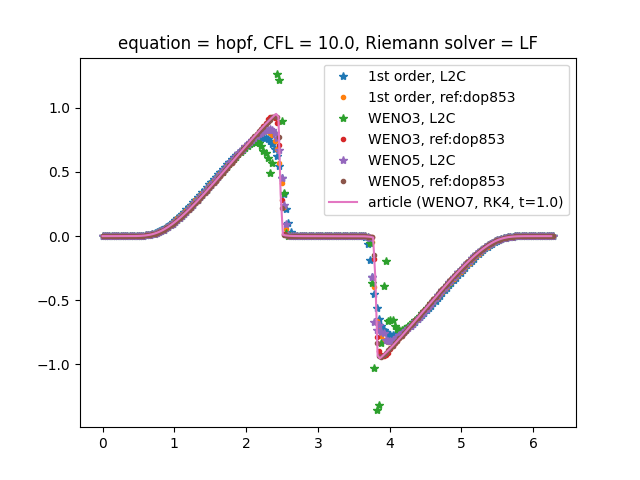 equation = hopf, CFL = 10.0, Riemann solver = LF
1st order, L2C
1st order, ref:dop853
WENO3, L2C
WENO3, ref:dop853
WENO5, L2C
WENO5, ref:dop853
article (WENO7, RK4, t=1.0)
1.0
0.5
0.0
−0.5
−1.0
0 1 2 3 4 5 6